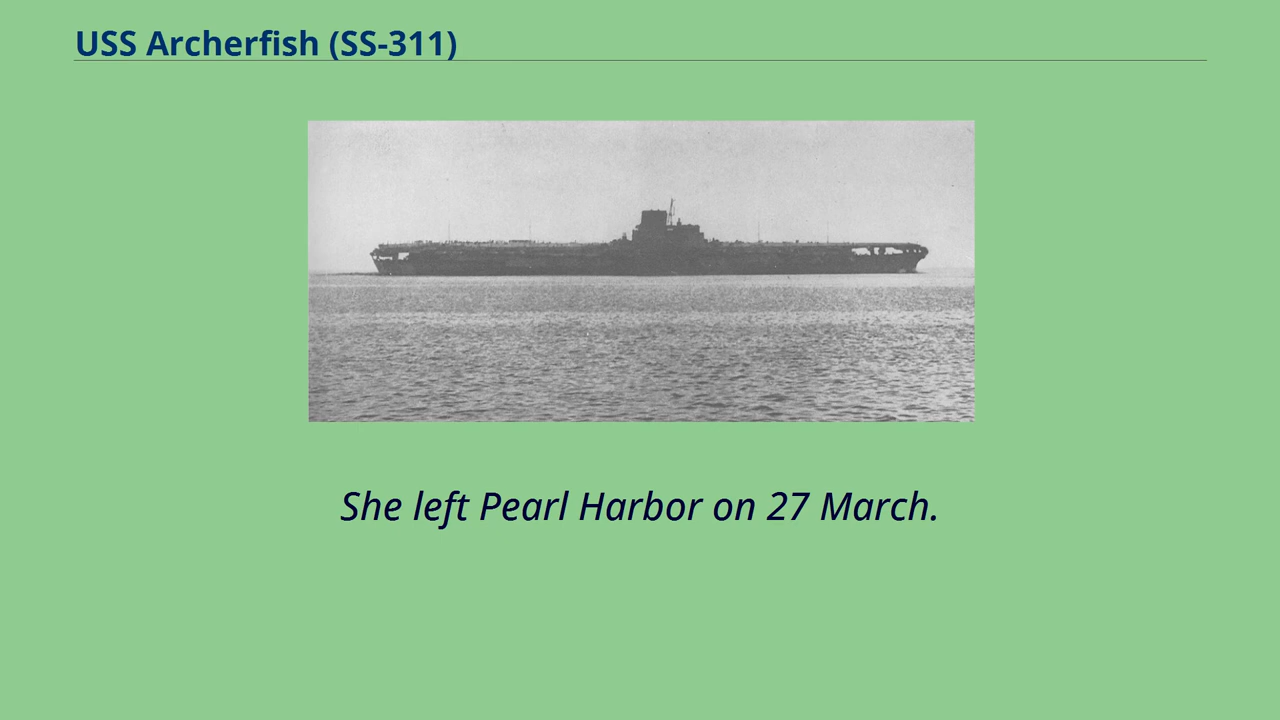 USS Archerfish (SS-311)
She left Pearl Harbor on 27 March.